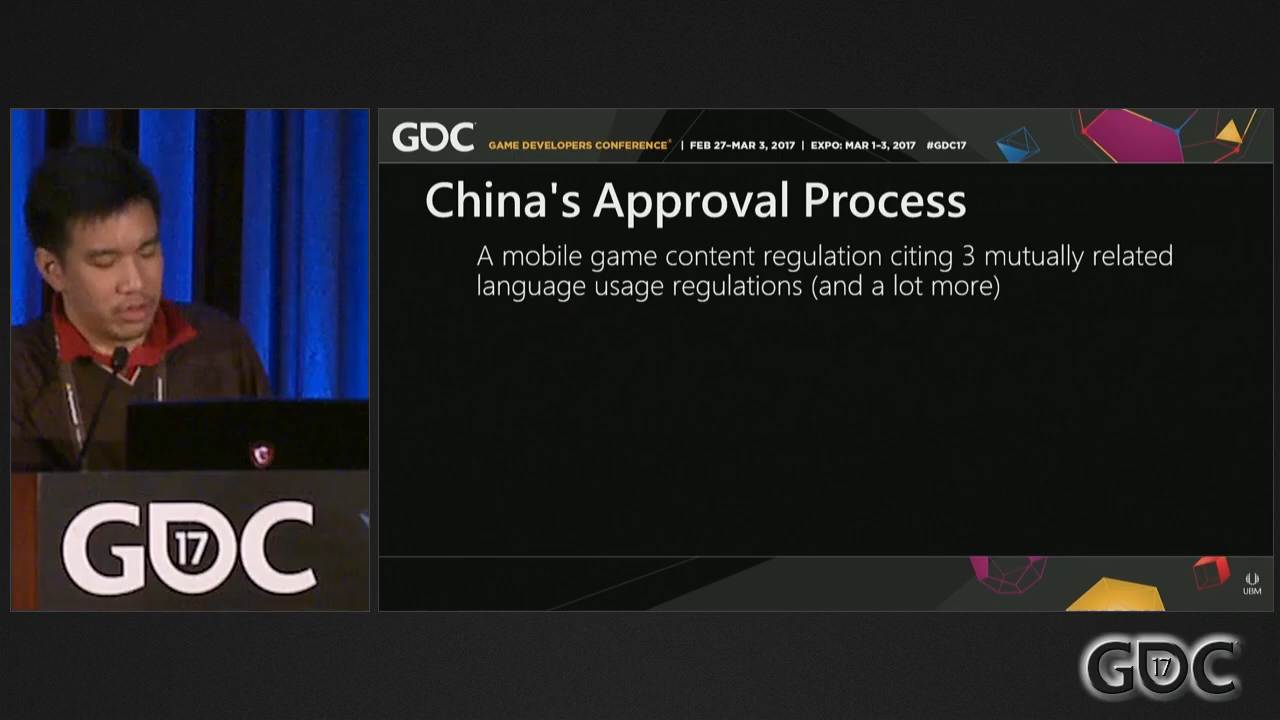 GDC
GAME DEVELOPERS CONFERENCE® | FEB 27-MAR 3, 2017 | EXPO: MAR 1-3, 2017 #GDC17
China's Approval Process
A mobile game content regulation citing 3 mutually related
language usage regulations (and a lot more)
GDC
17
UBM
GDC
17